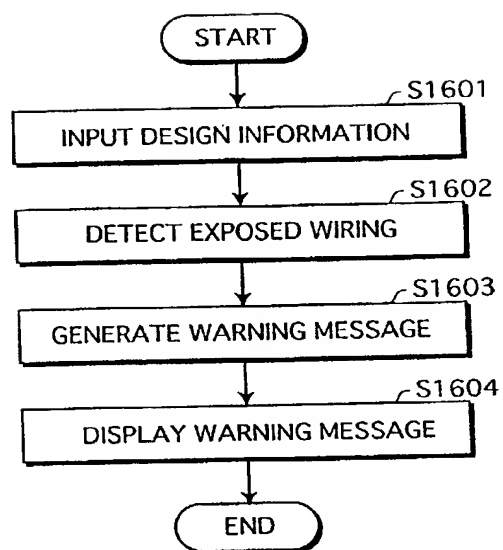 START
S1601
INPUT DESIGN INFORMATION
S1602
DETECT EXPOSED WIRING
S1603
GENERATE WARNING MESSAGE
S1604
DISPLAY WARNING MESSAGE
END